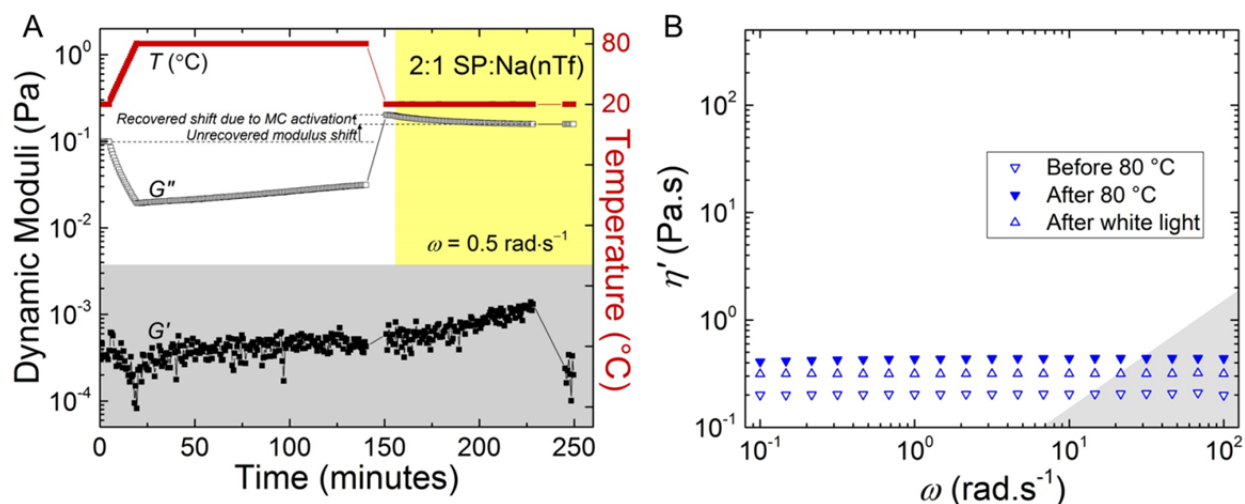 A
Dynamic Moduli (Pa)
10⁰
10⁻¹
10⁻²
10⁻³
10⁻⁴
T (°C)
2:1 SP:Na(nTf)
Recovered shift due to MC activation
Unrecovered modulus shift
G″
ω = 0.5 rad·s⁻¹
G′
80
20
Temperature (°C)
0 50 100 150 200 250
Time (minutes)
B
η′ (Pa.s)
10²
10¹
10⁰
10⁻¹
Before 80 °C
After 80 °C
After white light
10⁻¹ 10⁰ 10¹ 10²
ω (rad.s⁻¹)